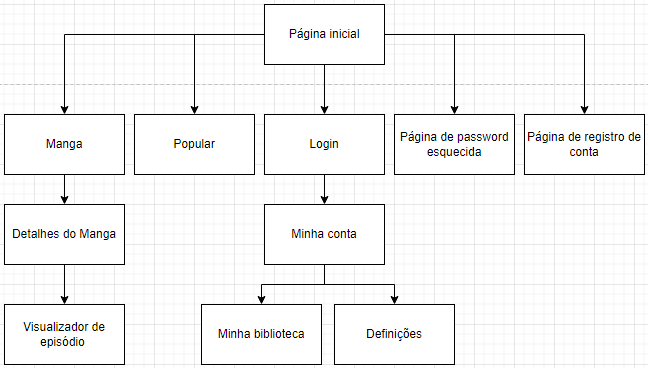 Página inicial
Manga
Popular
Login
Página de password
esquecida
Página de registro de
conta
Detalhes do Manga
Minha conta
Visualizador de
episódio
Minha biblioteca
Definições